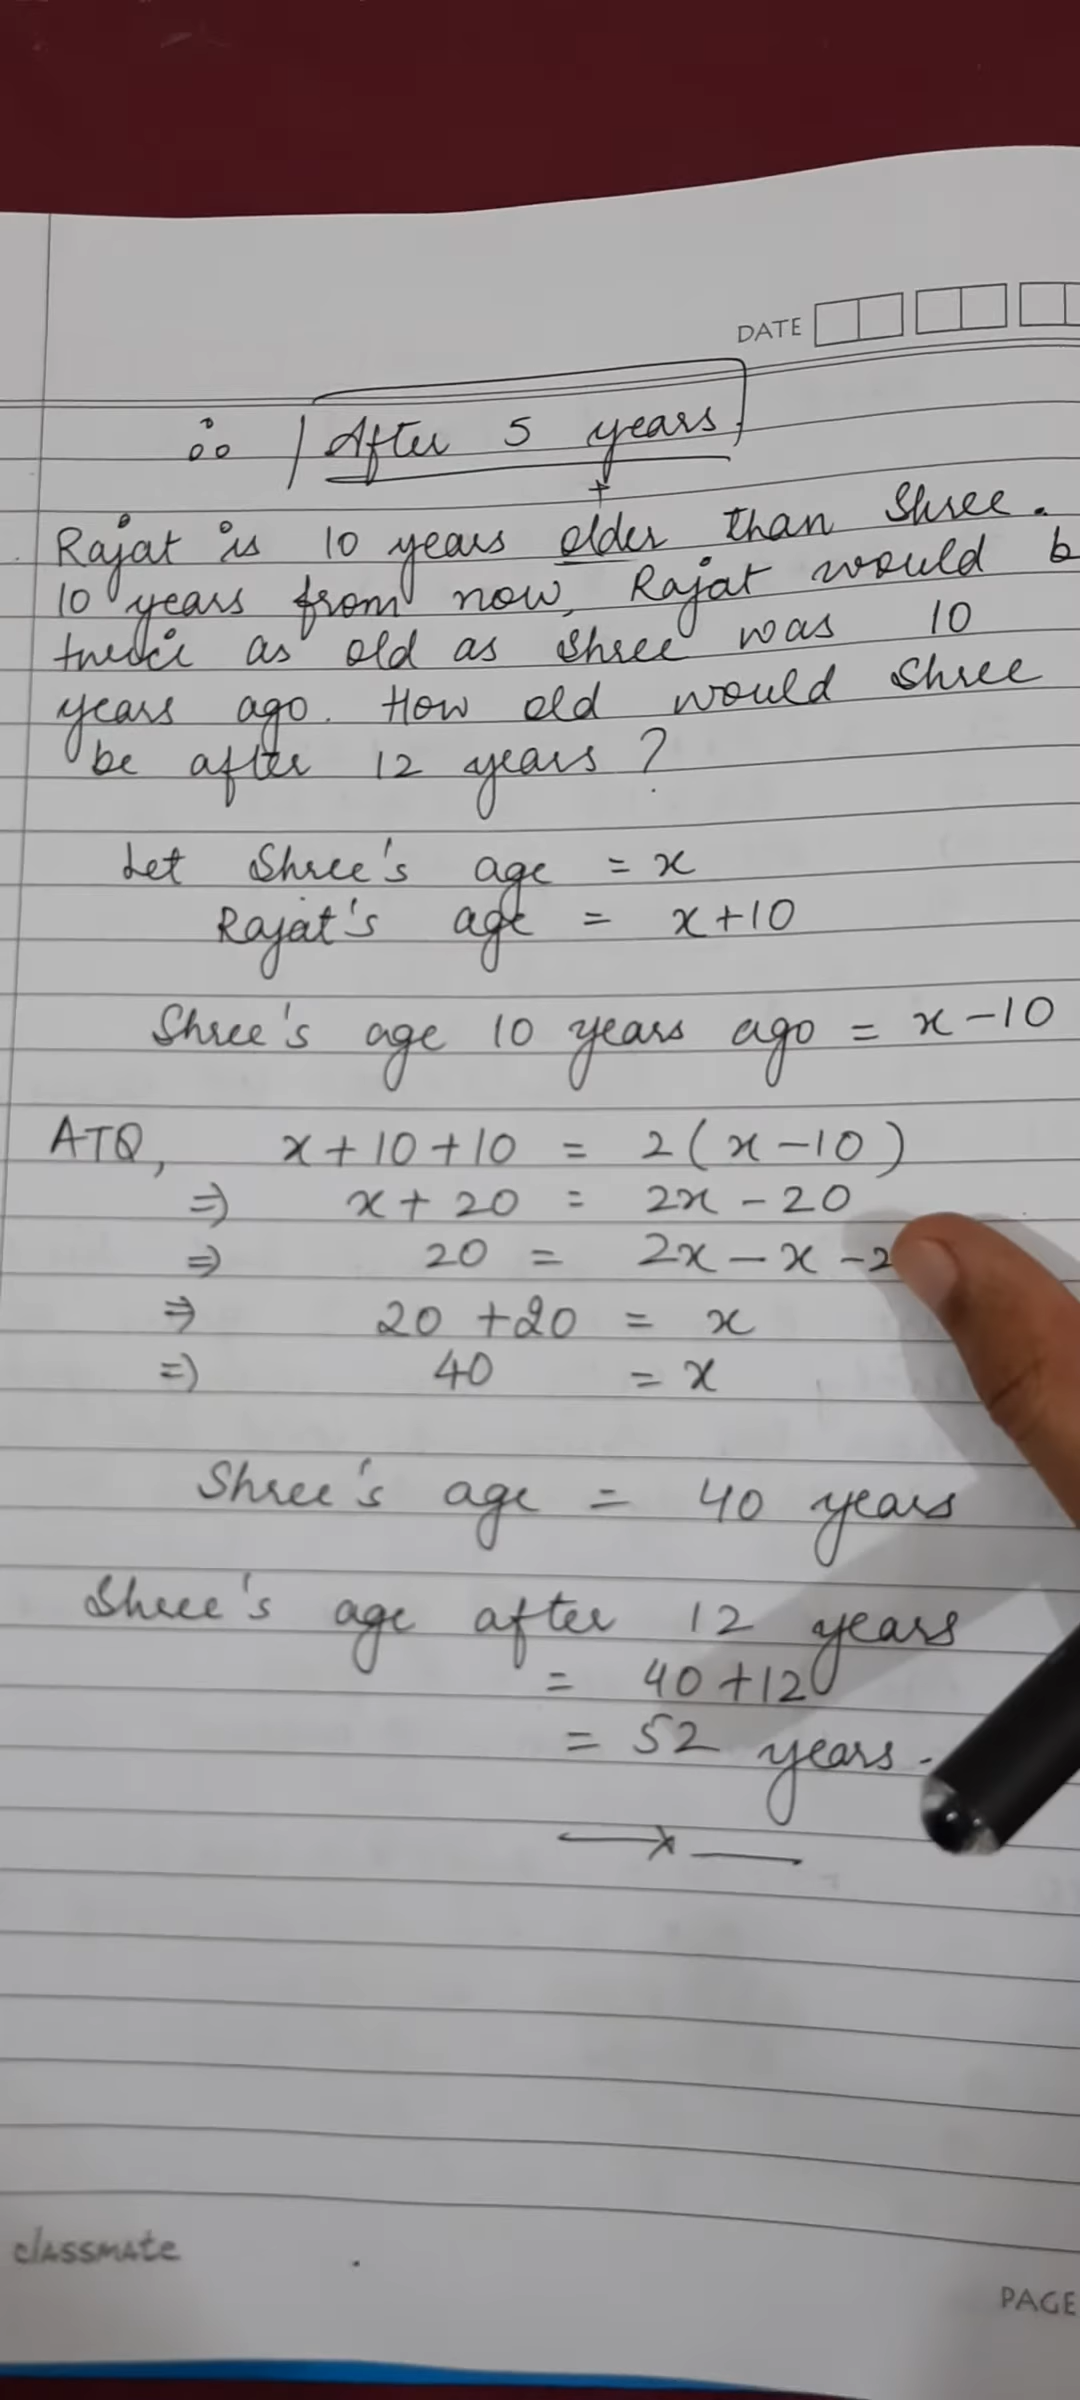 DATE
∴ After 5 years
+
Rajat is 10 years older than Shree.
10 years from now, Rajat would b
twice as old as Shree was 10
years ago. How old would Shree
be after 12 years ?
Let Shree's age = x
Rajat's age = x+10
Shree's age 10 years ago = x-10
ATQ, x+10+10 = 2(x-10)
⇒ x+20 = 2x-20
⇒ 20 = 2x-x-2
⇒ 20+20 = x
⇒ 40 = x
Shree's age = 40 years
Shree's age after 12 years
= 40+12
= 52 years.
classmate
PAGE